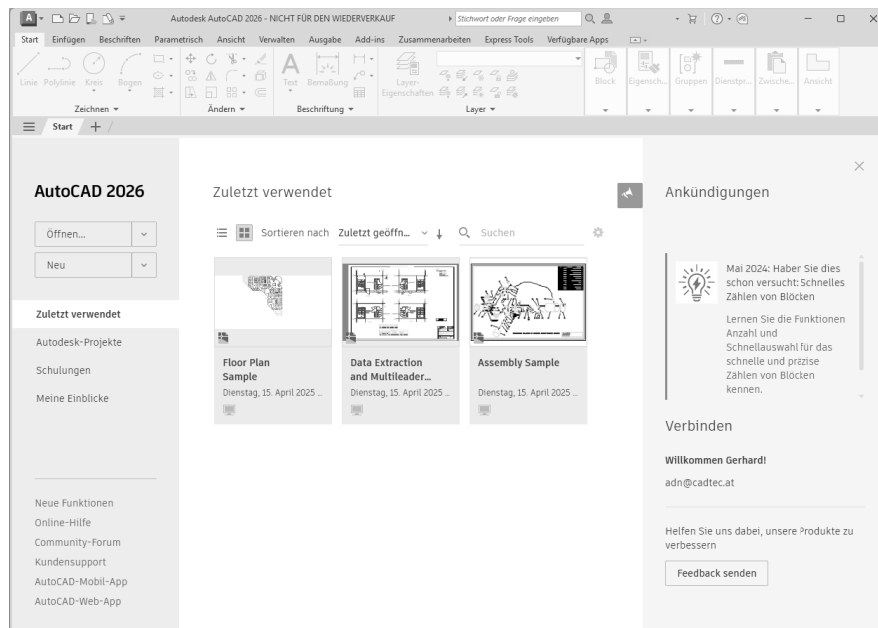 A Autodesk AutoCAD 2026 - NICHT FÜR DEN WIEDERVERKAUF Stichwort oder Frage eingeben
Start Einfügen Beschriften Parametrisch Ansicht Verwalten Ausgabe Add-ins Zusammenarbeiten Express Tools Verfügbare Apps
Linie Polylinie Kreis Bogen Text Bemaßung Layer- Block Eigensch... Gruppen Dienstpr... Zwische... Ansicht
Eigenschaften
Zeichnen Ändern Beschriftung Layer
Start
AutoCAD 2026
Öffnen...
Neu
Zuletzt verwendet
Autodesk-Projekte
Schulungen
Meine Einblicke
Neue Funktionen
Online-Hilfe
Community-Forum
Kundensupport
AutoCAD-Mobil-App
AutoCAD-Web-App
Zuletzt verwendet
Sortieren nach Zuletzt geöffn... Suchen
Floor Plan
Sample
Dienstag, 15. April 2025 ...
Data Extraction
and Multileader...
Dienstag, 15. April 2025 ...
Assembly Sample
Dienstag, 15. April 2025 ...
Ankündigungen
Mai 2024: Haber Sie dies
schon versucht: Schnelles
Zählen von Blöcken
Lernen Sie die Funktionen
Anzahl und
Schnellauswahl für das
schnelle und präzise
Zählen von Blöcken
kennen.
Verbinden
Willkommen Gerhard!
adn@cadtec.at
Helfen Sie uns dabei, unsere Produkte zu
verbessern
Feedback senden